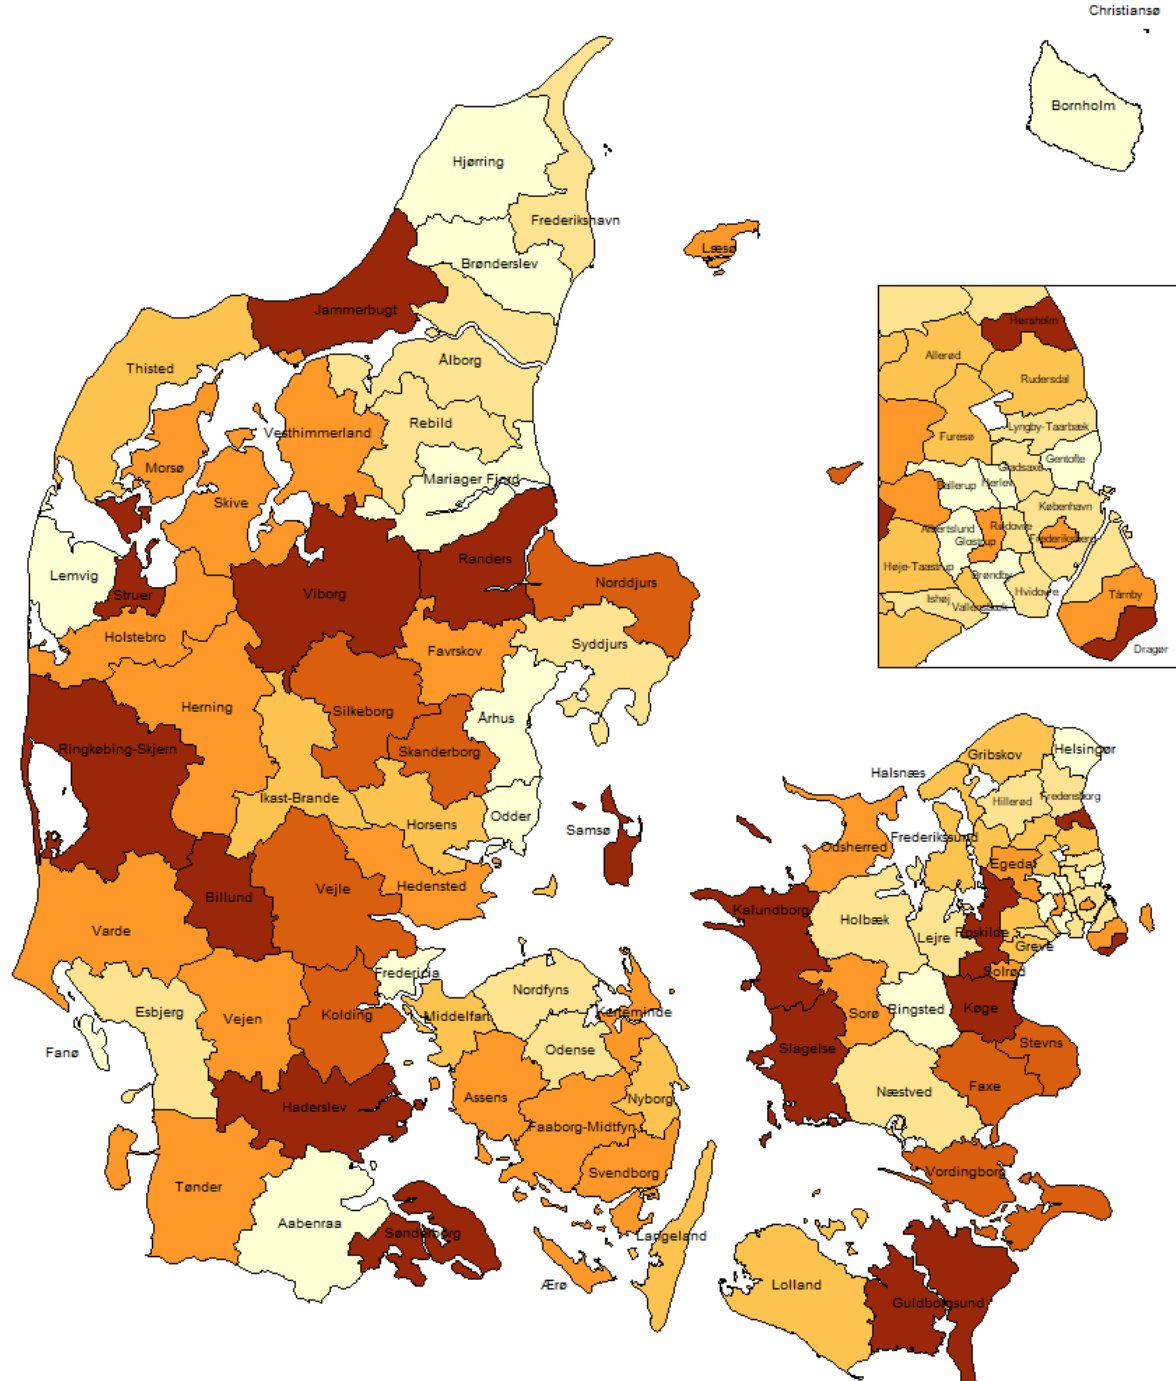 Christiansø
Bornholm
Hjørring
Frederikshavn
Læsø
Brønderslev
Jammerbugt
Ålborg
Thisted
Rebild
Vesthimmerland
Morsø
Mariager Fjord
Skive
Randers
Lemvig
Struer
Viborg
Norddjurs
Holstebro
Favrskov
Syddjurs
Herning
Silkeborg
Århus
Skanderborg
Ringkøbing-Skjern
Ikast-Brande
Horsens
Odder
Samsø
Hedensted
Vejle
Billund
Varde
Fredericia
Esbjerg
Vejen
Kolding
Middelfart
Nordfyns
Kerteminde
Fanø
Odense
Haderslev
Assens
Nyborg
Faaborg-Midtfyn
Svendborg
Tønder
Aabenraa
Sønderborg
Langeland
Ærø
Hørsholm
Allerød
Rudersdal
Lyngby-Taarbæk
Furesø
Gentofte
Gladsaxe
Ballerup
Herlev
København
Albertslund
Rødovre
Glostrup
Frederiksberg
Høje-Taastrup
Brøndby
Hvidovre
Ishøj
Vallensbæk
Tårnby
Dragør
Gribskov
Helsingør
Halsnæs
Hillerød
Fredensborg
Frederikssund
Odsherred
Egedal
Kalundborg
Holbæk
Roskilde
Lejre
Greve
Solrød
Sorø
Ringsted
Køge
Slagelse
Stevns
Næstved
Faxe
Vordingborg
Lolland
Guldborgsund